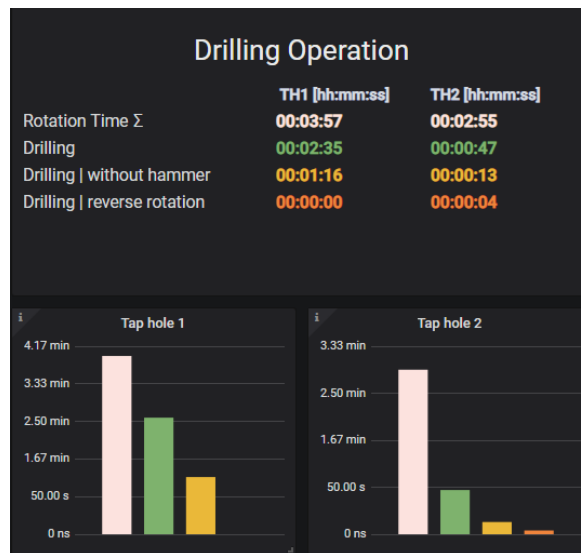 Drilling Operation
TH1 [hh:mm:ss] TH2 [hh:mm:ss]
Rotation Time Σ 00:03:57 00:02:55
Drilling 00:02:35 00:00:47
Drilling | without hammer 00:01:16 00:00:13
Drilling | reverse rotation 00:00:00 00:00:04
i
Tap hole 1
4.17 min
3.33 min
2.50 min
1.67 min
50.00 s
0 ns
i
Tap hole 2
3.33 min
2.50 min
1.67 min
50.00 s
0 ns